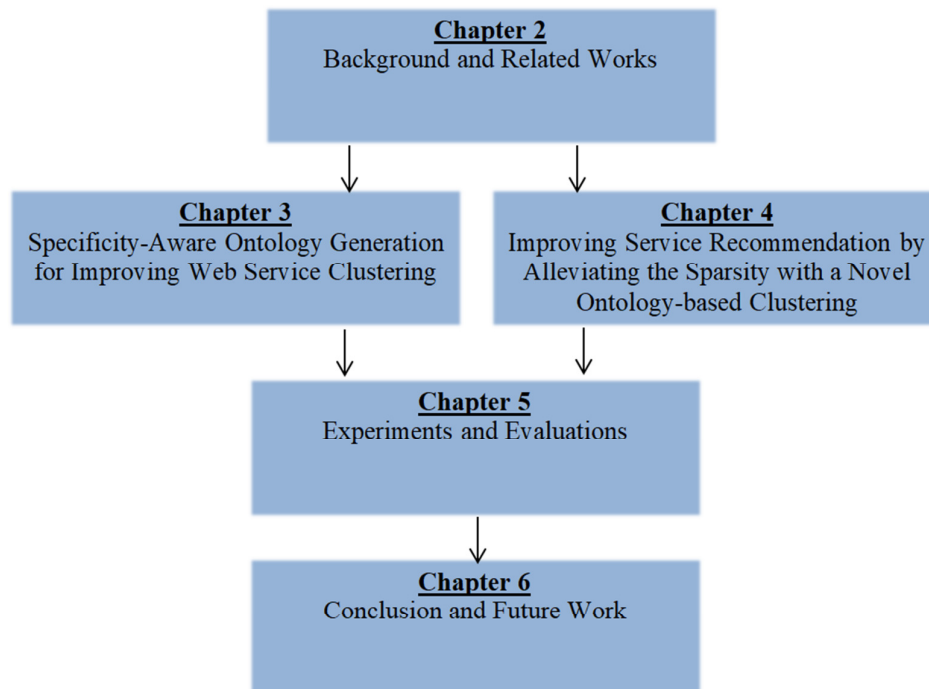 Chapter 2
Background and Related Works
Chapter 3
Specificity-Aware Ontology Generation
for Improving Web Service Clustering
Chapter 4
Improving Service Recommendation by
Alleviating the Sparsity with a Novel
Ontology-based Clustering
Chapter 5
Experiments and Evaluations
Chapter 6
Conclusion and Future Work